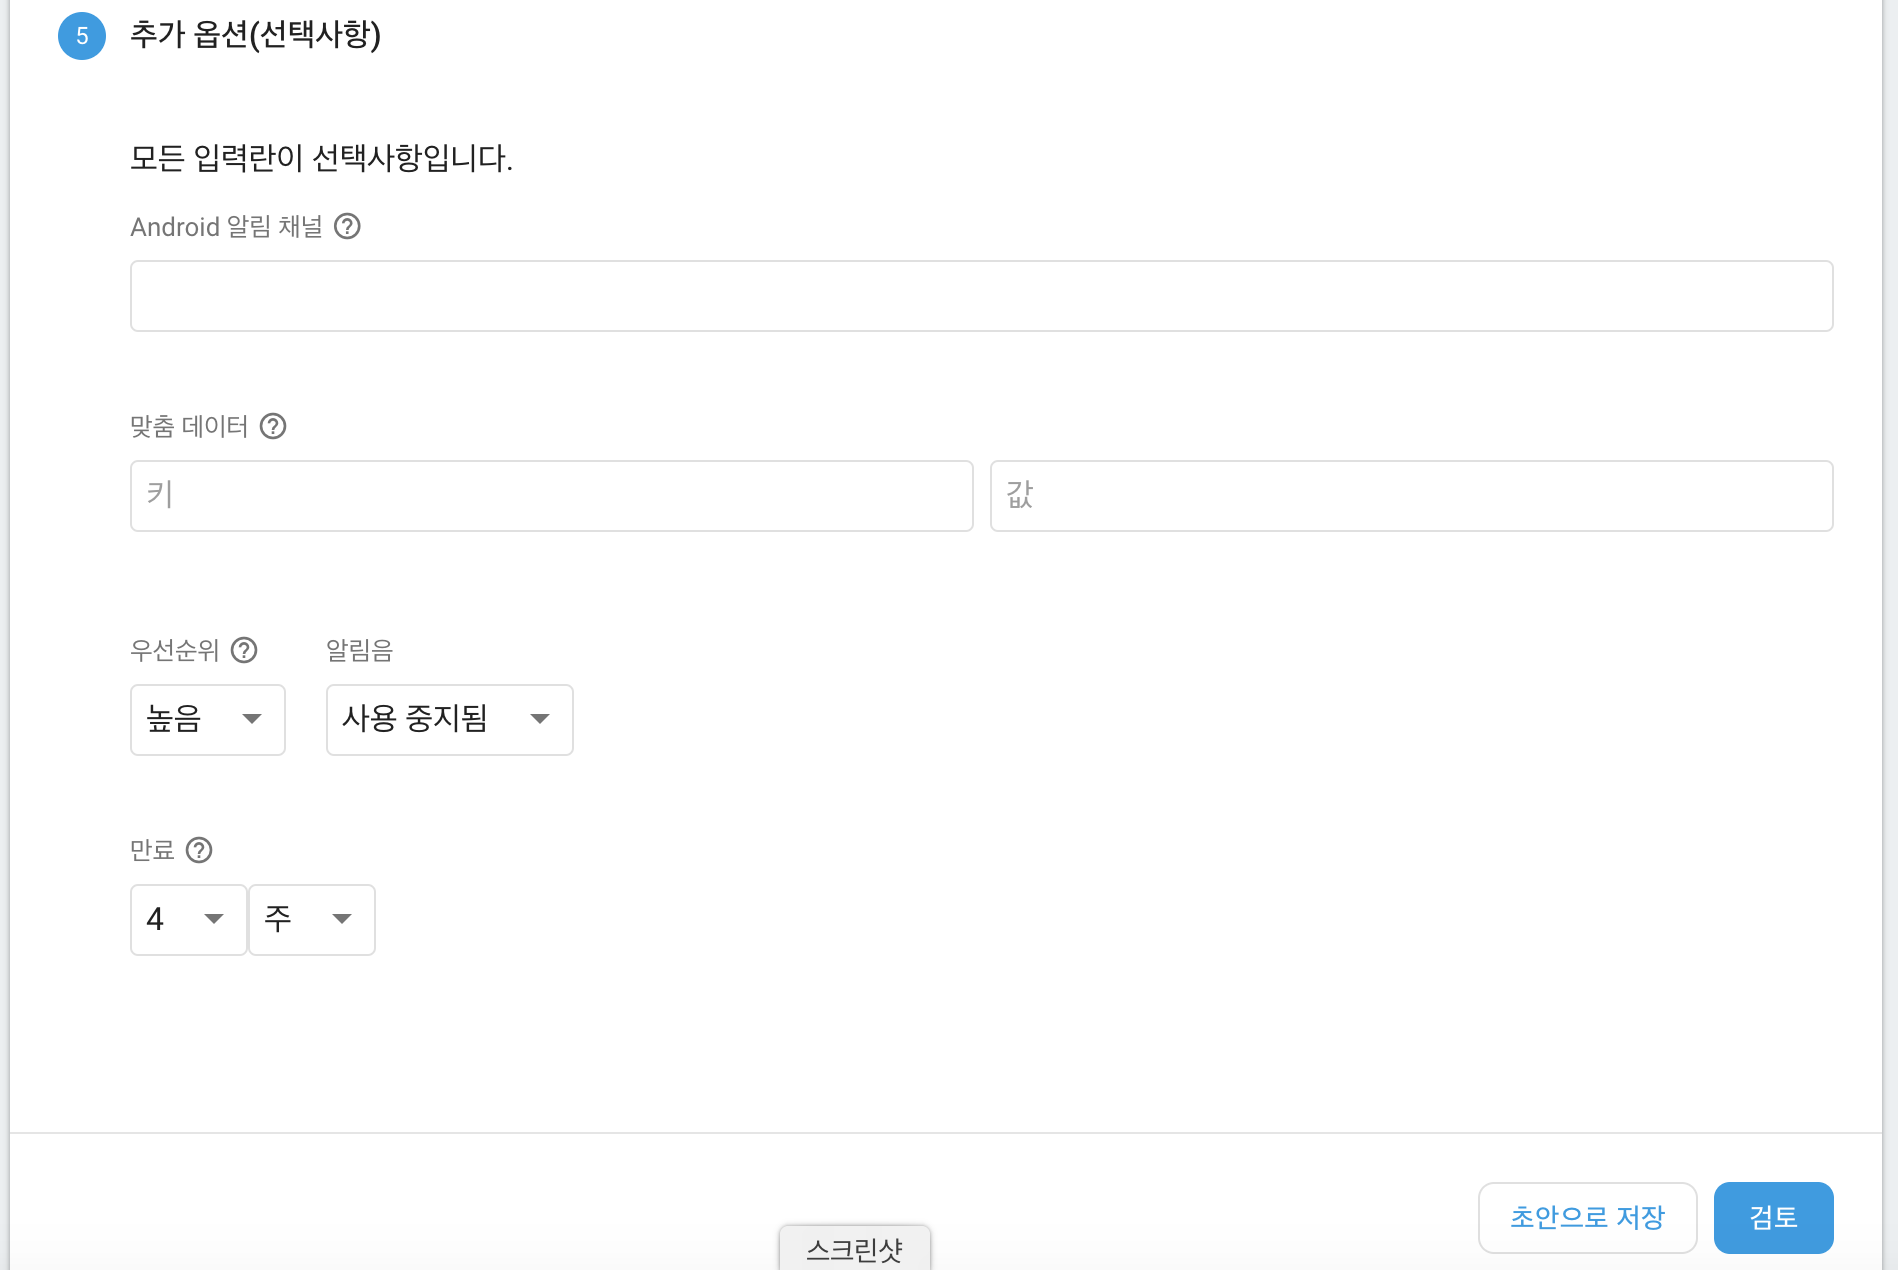 5 추가 옵션(선택사항)
모든 입력란이 선택사항입니다.
Android 알림 채널 ?
맞춤 데이터 ?
키 값
우선순위 ? 알림음
높음 사용 중지됨
만료 ?
4 주
초안으로 저장 검토
스크린샷